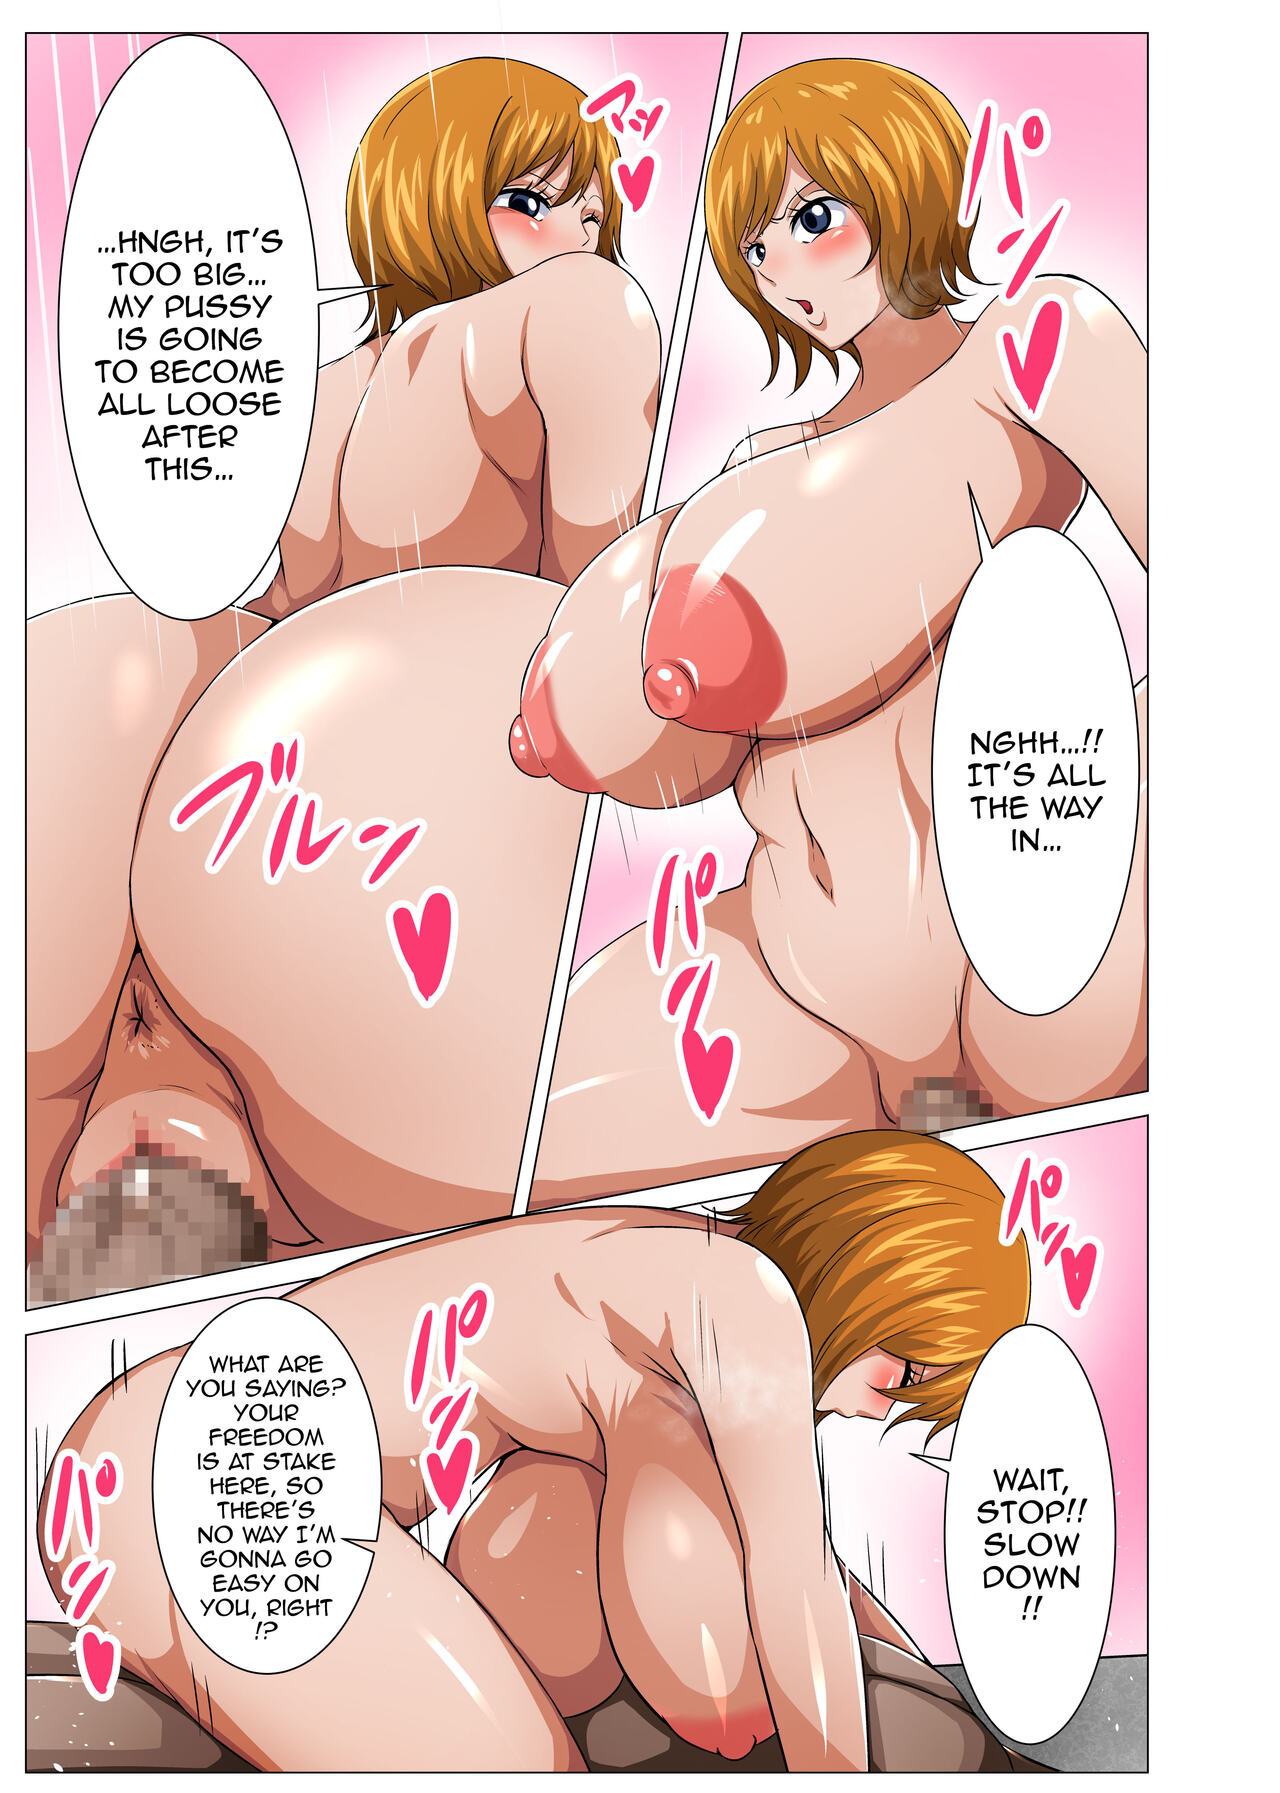 パン
NGHH...!!
IT'S ALL
THE WAY
IN...
パン
アッ
...HNGH, IT'S
TOO BIG...
MY PUSSY
IS GOING
TO BECOME
ALL LOOSE
AFTER
THIS...
ブルン
パン
WAIT,
STOP!!
SLOW
DOWN
!!
パン
WHAT ARE
YOU SAYING?
YOUR
FREEDOM
IS AT STAKE
HERE, SO
THERE'S
NO WAY I'M
GONNA GO
EASY ON
YOU, RIGHT
!?
パン